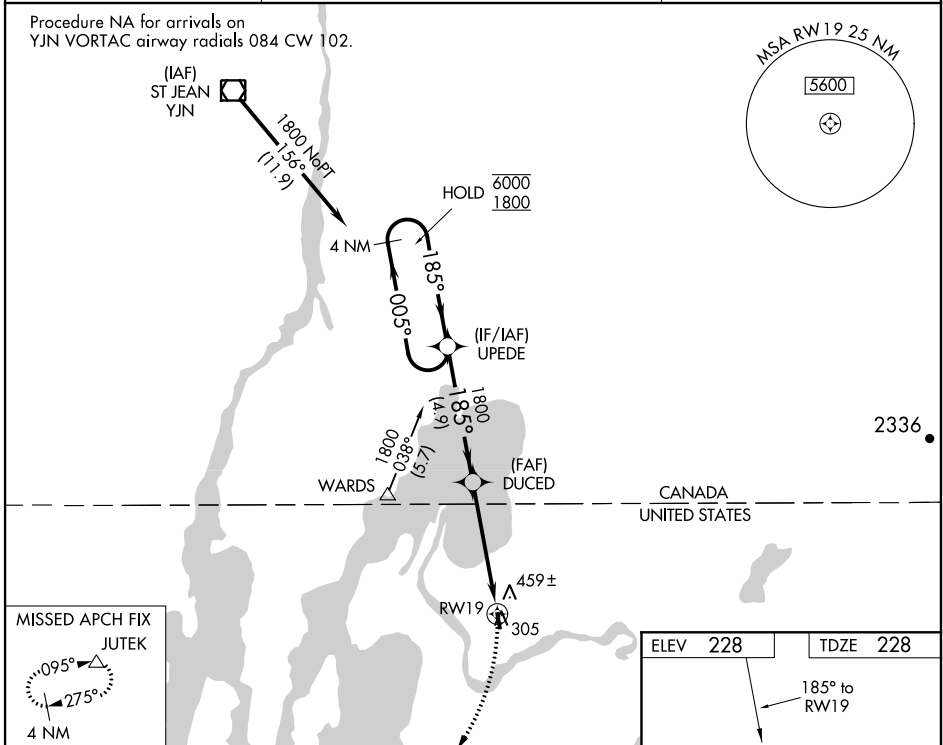 Procedure NA for arrivals on
YJN VORTAC airway radials 084 CW 102.
MSA RW19 25 NM
5600
(IAF)
ST JEAN
YJN
1800 NoPT
156°
(11.9)
HOLD
6000
1800
4 NM
185°
005°
(IF/IAF)
UPEDE
1800
185°
(4.9)
2336
1800
038°
(5.7)
WARDS
(FAF)
DUCED
CANADA
UNITED STATES
459±
RW19
305
MISSED APCH FIX
JUTEK
095°
275°
4 NM
ELEV 228
TDZE 228
185° to
RW19